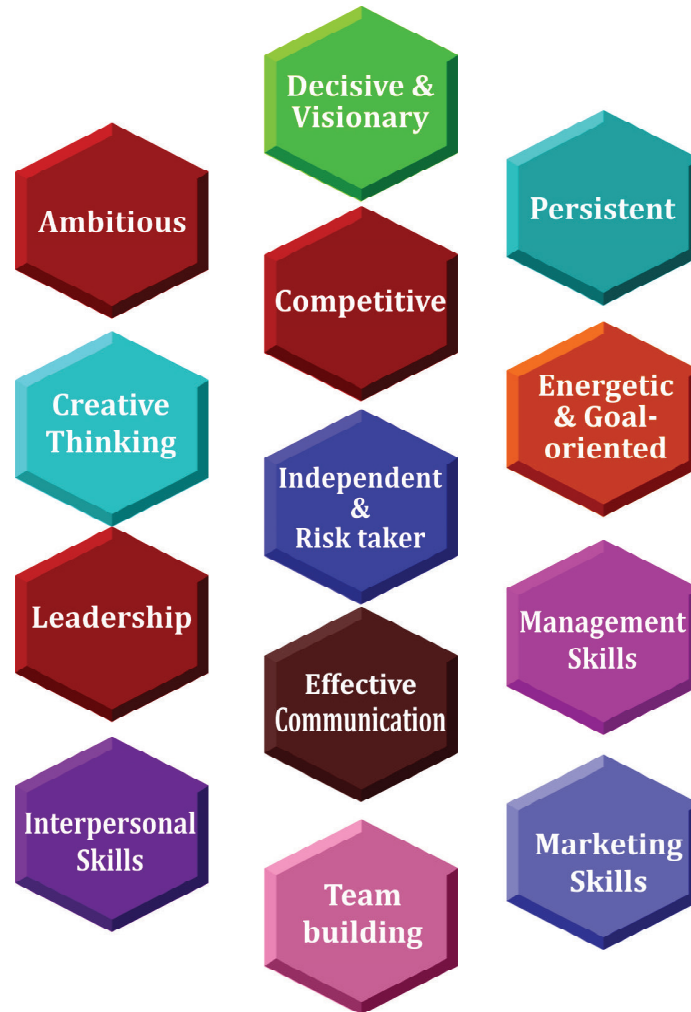 Decisive &
Visionary
Ambitious
Persistent
Competitive
Creative
Thinking
Energetic
& Goal-
oriented
Independent
&
Risk taker
Leadership
Management
Skills
Effective
Communication
Interpersonal
Skills
Marketing
Skills
Team
building